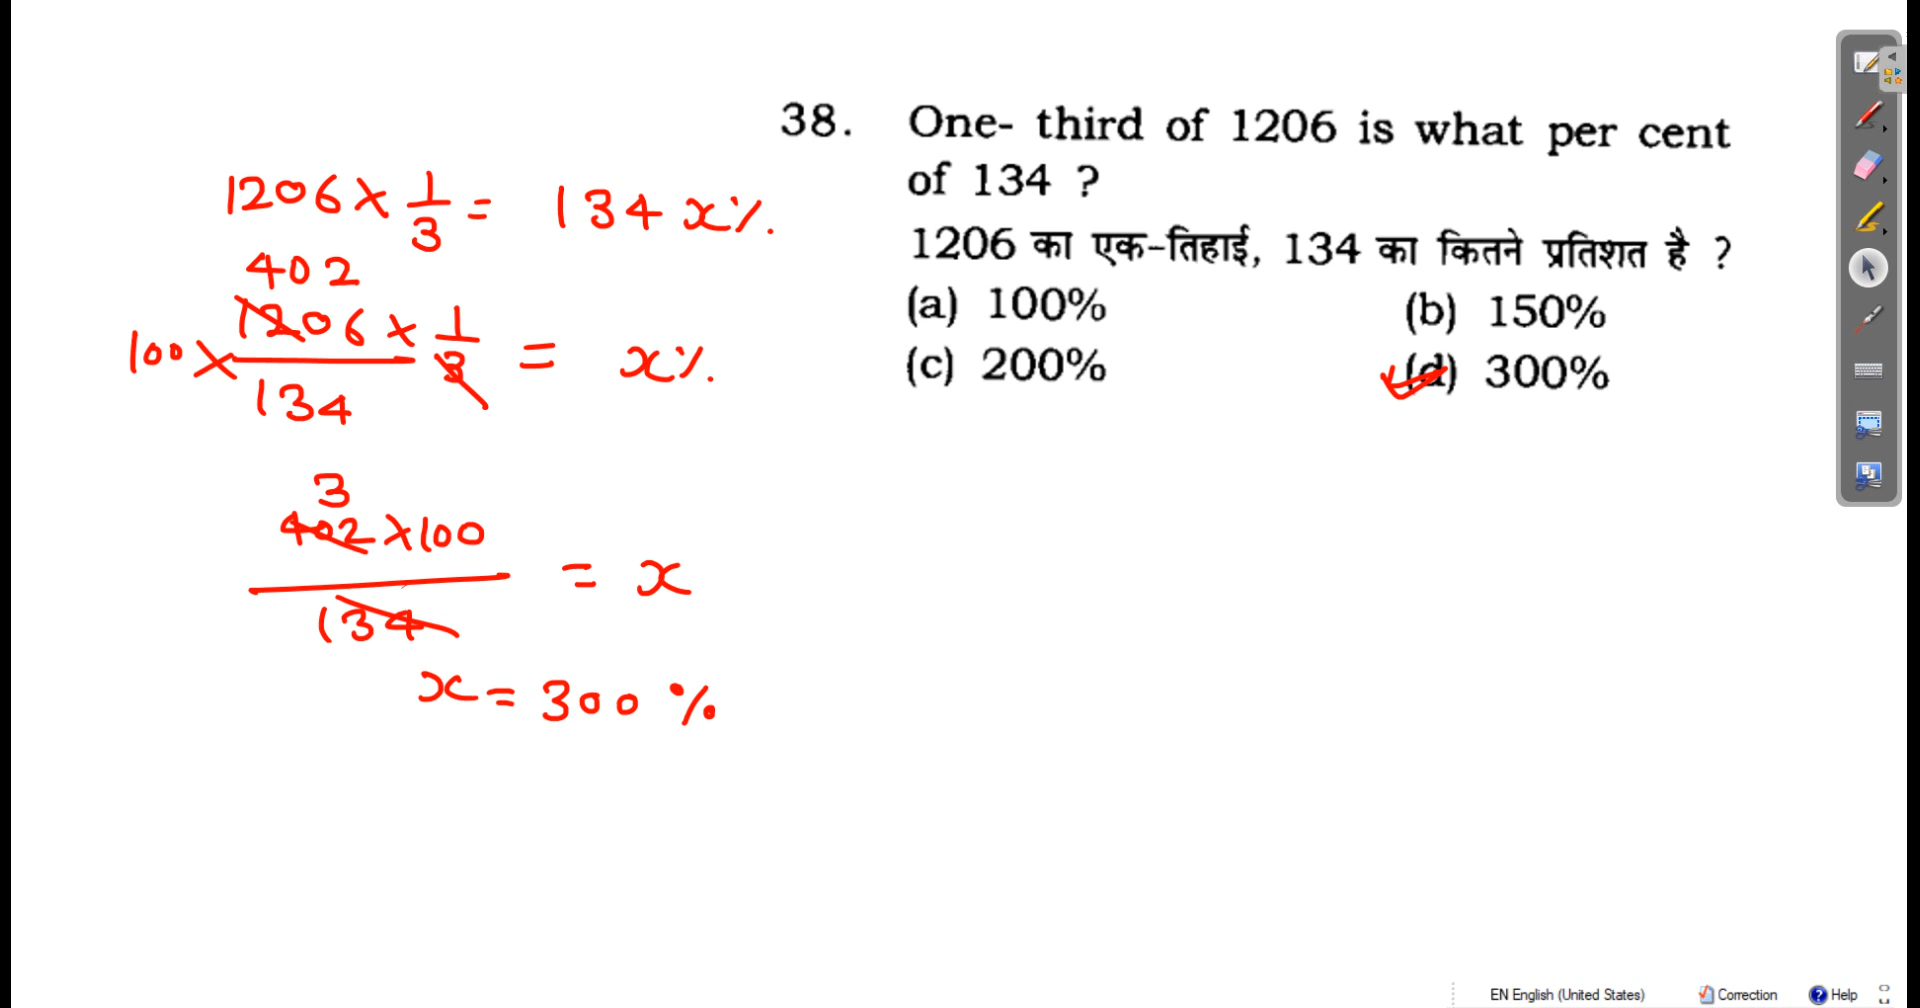 38. One- third of 1206 is what per cent
of 134 ?
1206 का एक-तिहाई, 134 का कितने प्रतिशत है ?
(a) 100% (b) 150%
(c) 200% (d) 300%
1206 × 1/3 = 134 x%.
402
100 × 1206/134 × 1/3 = x%.
3
402 × 100 / 134 = x
x = 300 %
EN English (United States) Correction Help